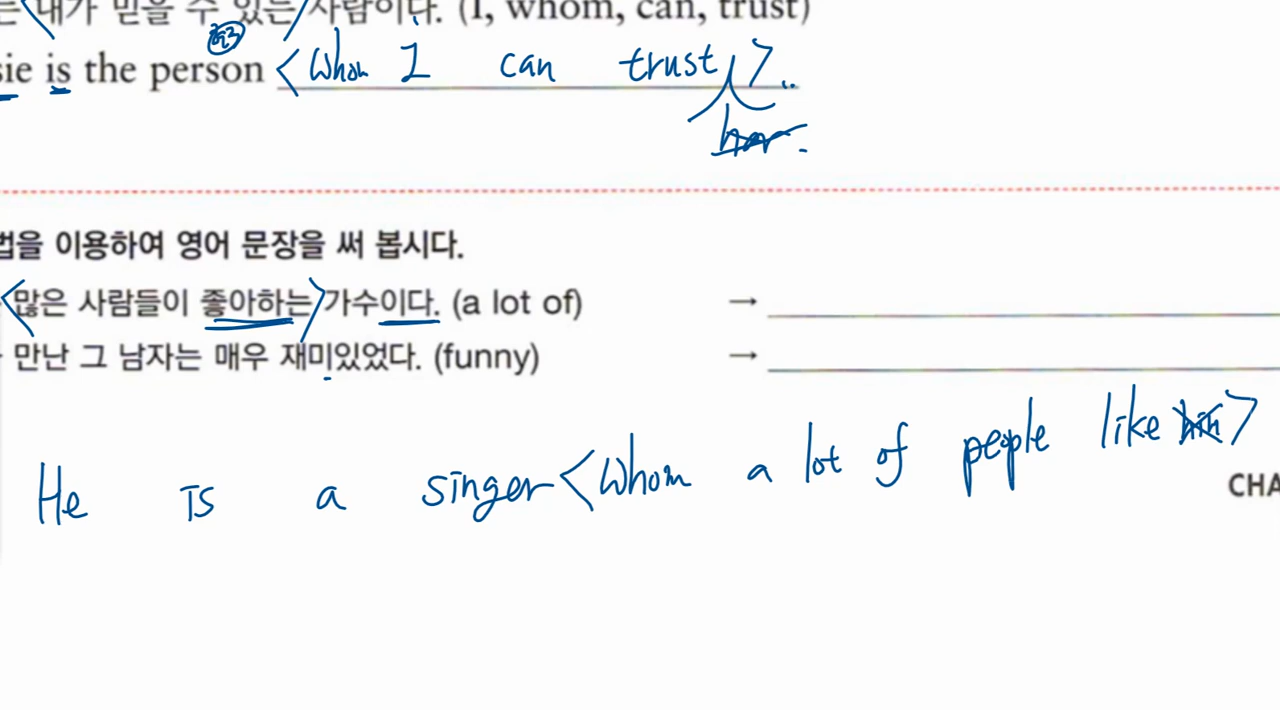 내가 믿을 수 있는 사람이다. (I, whom, can, trust)
sie is the person <whom I can trust>.
her.
법을 이용하여 영어 문장을 써 봅시다.
<많은 사람들이 좋아하는> 가수이다. (a lot of) →
만난 그 남자는 매우 재미있었다. (funny) →
He is a singer <whom a lot of people like him>
CHA